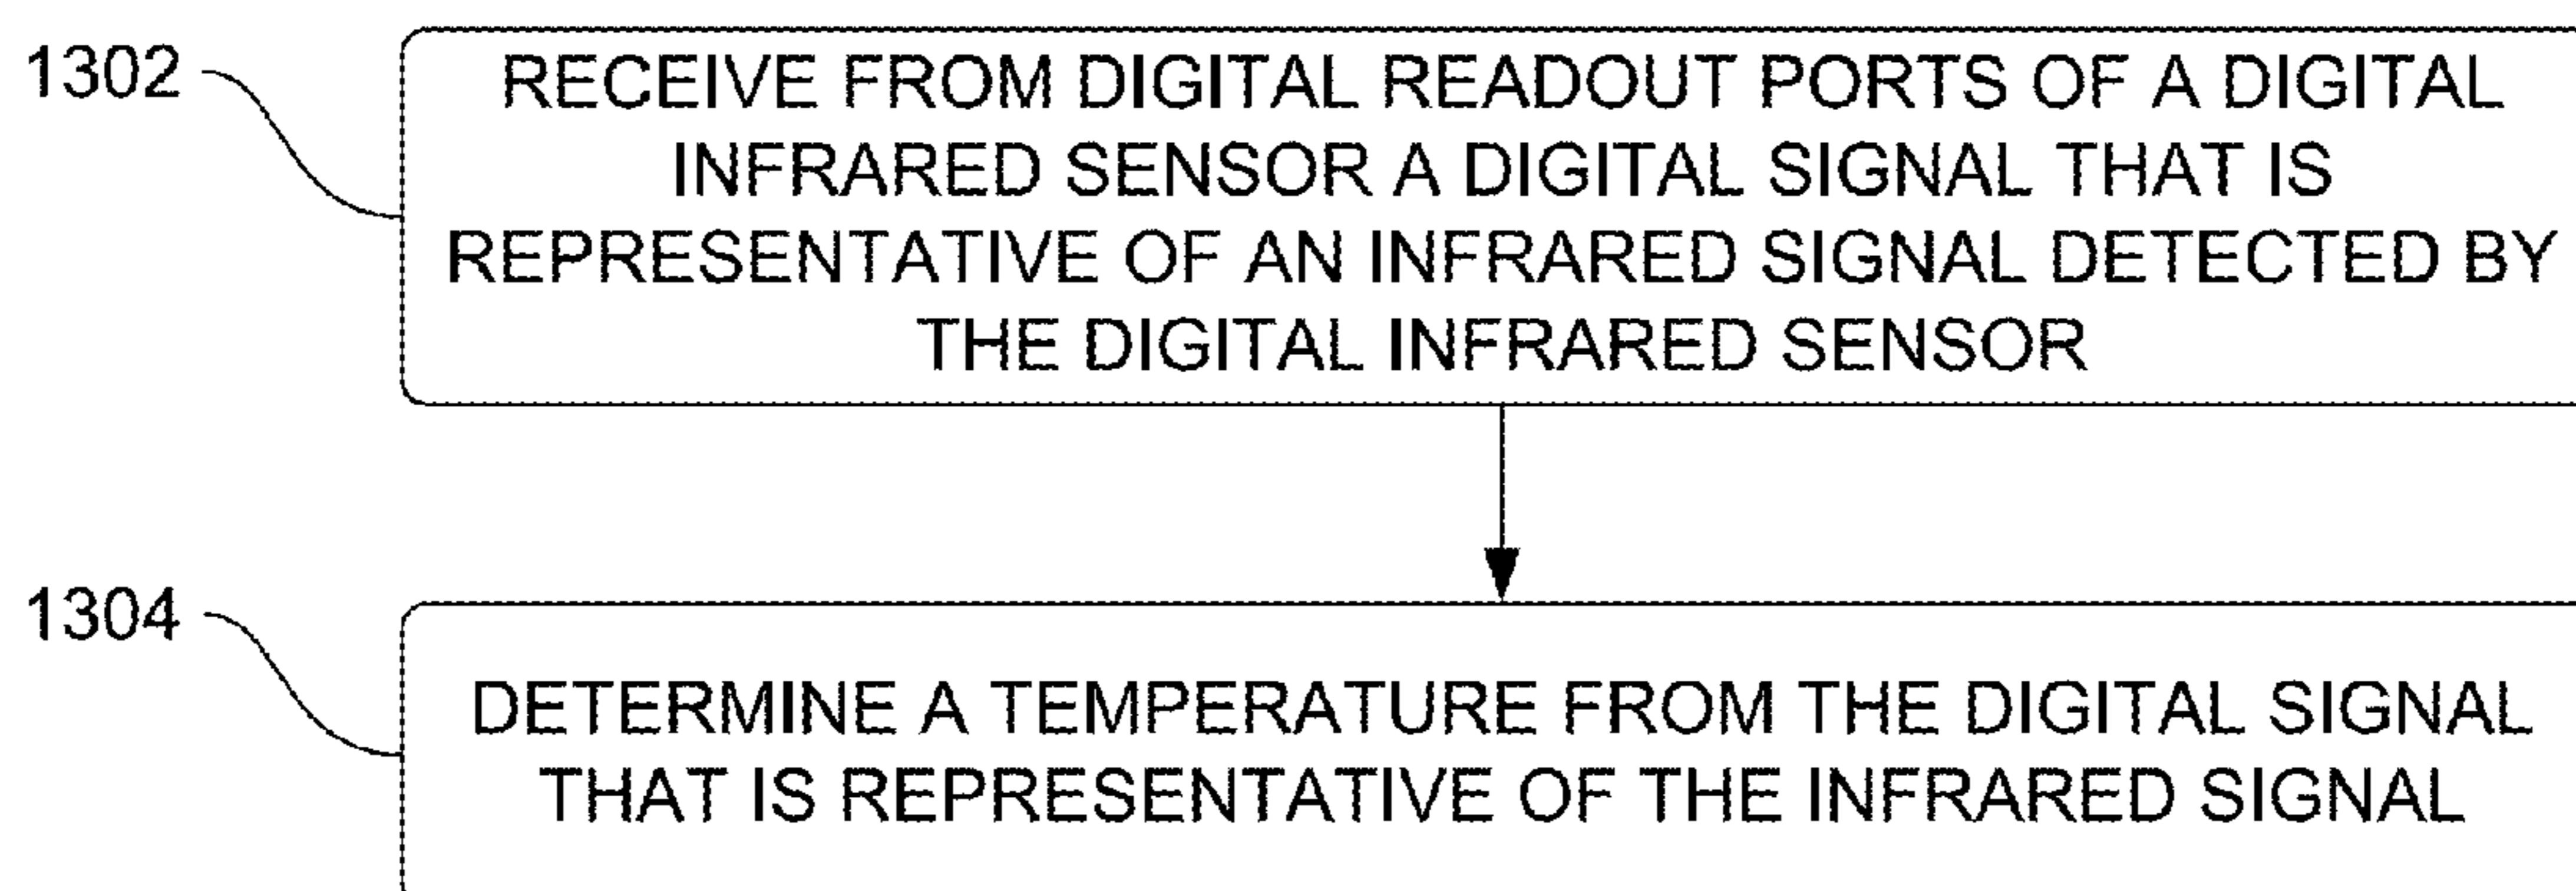 1302
RECEIVE FROM DIGITAL READOUT PORTS OF A DIGITAL
INFRARED SENSOR A DIGITAL SIGNAL THAT IS
REPRESENTATIVE OF AN INFRARED SIGNAL DETECTED BY
THE DIGITAL INFRARED SENSOR
1304
DETERMINE A TEMPERATURE FROM THE DIGITAL SIGNAL
THAT IS REPRESENTATIVE OF THE INFRARED SIGNAL